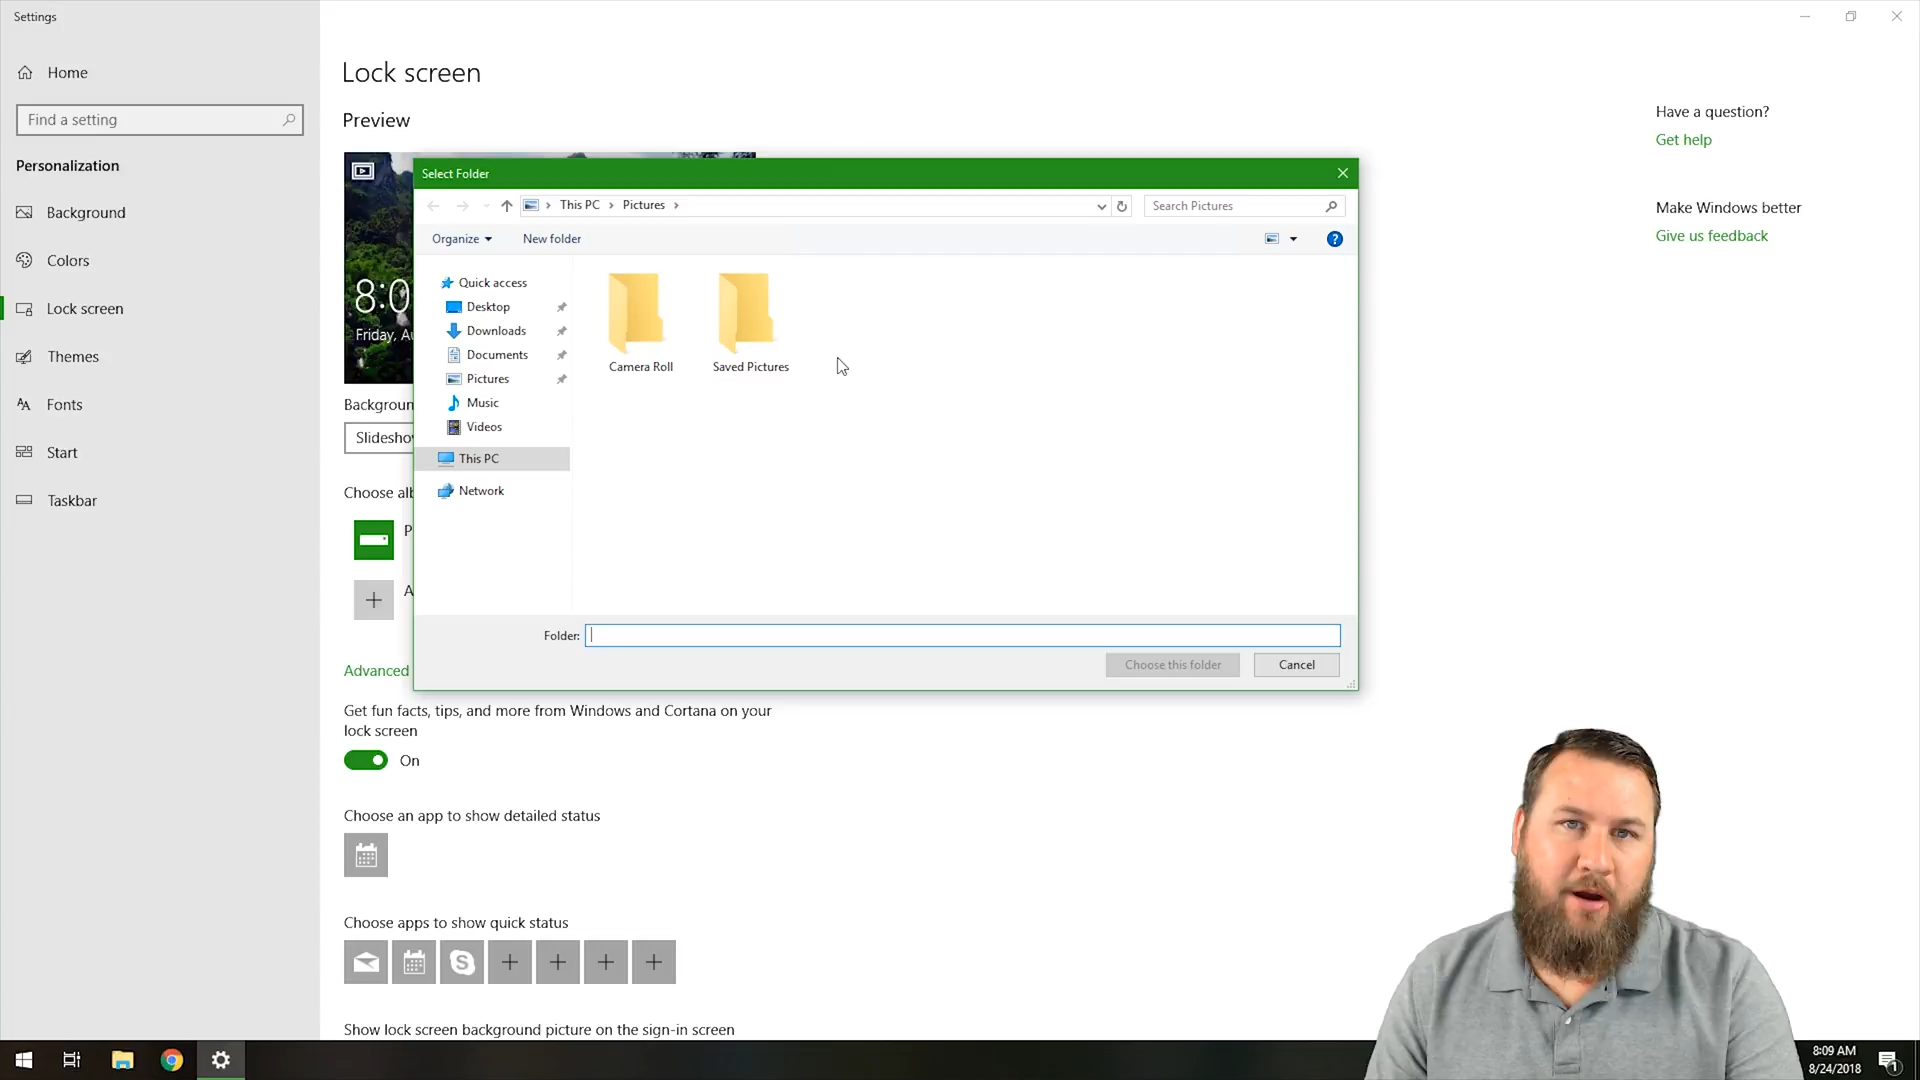 Settings
Home
Find a setting
Personalization
Background
Colors
Lock screen
Themes
Fonts
Start
Taskbar
Lock screen
Preview
8:0
Friday, Au
Backgroun
Slidesho
Choose alb
P
A
Advanced
Get fun facts, tips, and more from Windows and Cortana on your
lock screen
On
Choose an app to show detailed status
Choose apps to show quick status
Show lock screen background picture on the sign-in screen
Select Folder
This PC
Pictures
Search Pictures
Organize
New folder
Quick access
Desktop
Downloads
Documents
Pictures
Music
Videos
This PC
Network
Camera Roll
Saved Pictures
Folder:
Choose this folder
Cancel
Have a question?
Get help
Make Windows better
Give us feedback
8:09 AM
8/24/2018
1